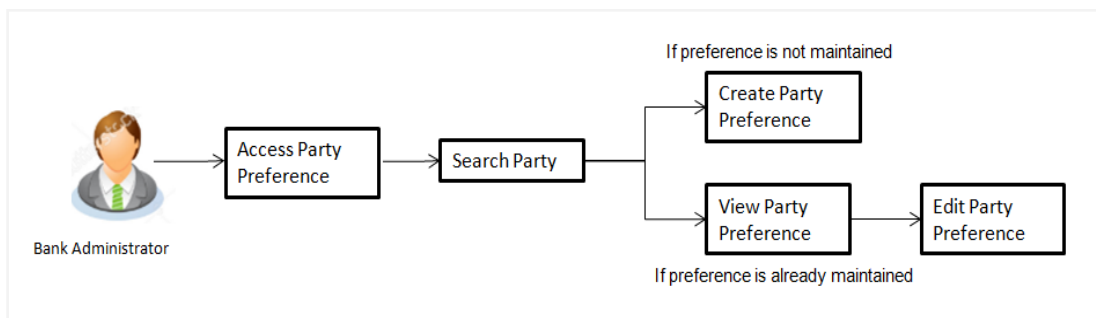 If preference is not maintained
Create Party
Preference
Access Party
Preference
Search Party
View Party
Preference
Edit Party
Preference
Bank Administrator
If preference is already maintained